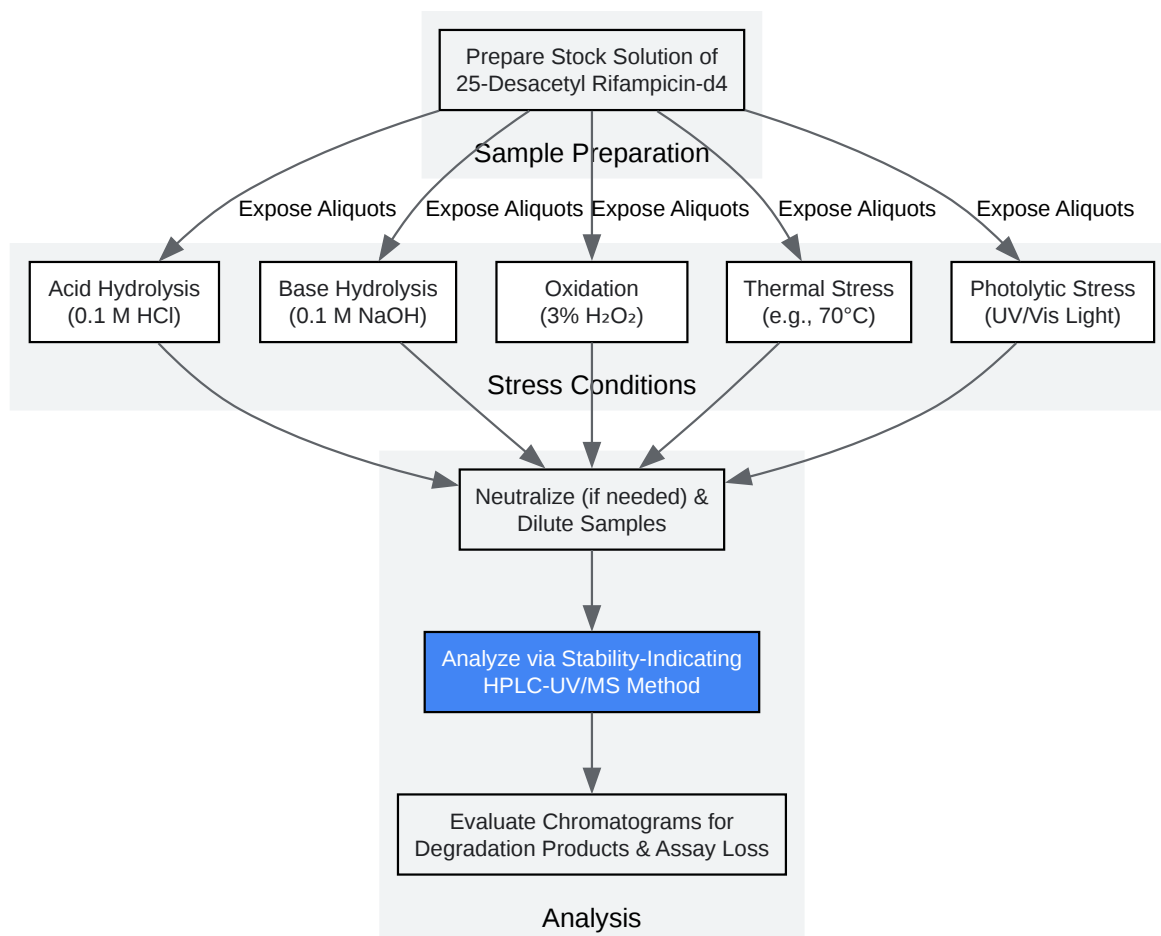 Prepare Stock Solution of
25-Desacetyl Rifampicin-d4
Sample Preparation
Expose Aliquots
Expose Aliquots
Expose Aliquots
Expose Aliquots
Expose Aliquots
Acid Hydrolysis
(0.1 M HCl)
Base Hydrolysis
(0.1 M NaOH)
Oxidation
(3% H₂O₂)
Thermal Stress
(e.g., 70°C)
Photolytic Stress
(UV/Vis Light)
Stress Conditions
Neutralize (if needed) &
Dilute Samples
Analyze via Stability-Indicating
HPLC-UV/MS Method
Evaluate Chromatograms for
Degradation Products & Assay Loss
Analysis